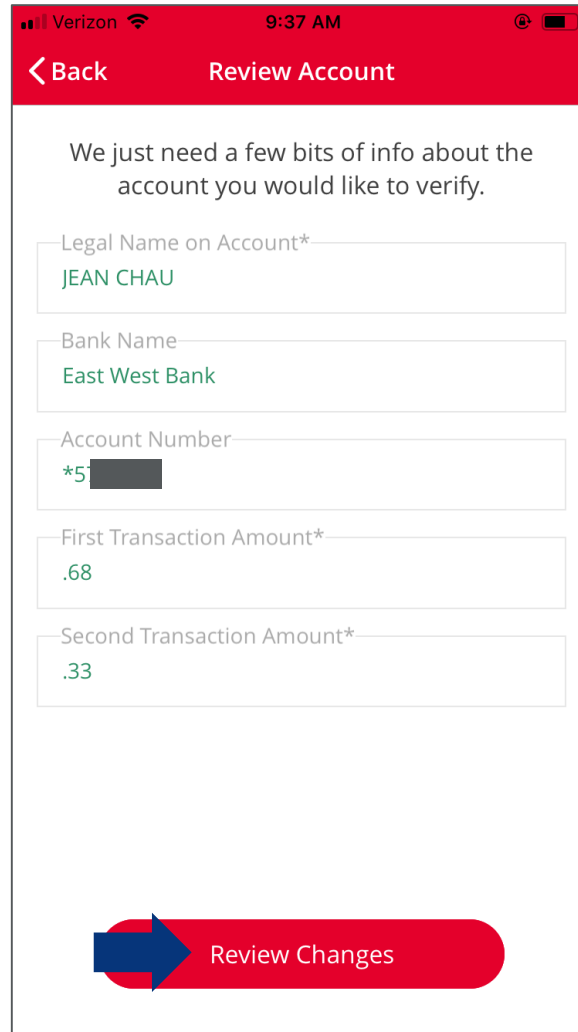 Verizon 9:37 AM
Back Review Account
We just need a few bits of info about the
account you would like to verify.
Legal Name on Account*
JEAN CHAU
Bank Name
East West Bank
Account Number
*57
First Transaction Amount*
.68
Second Transaction Amount*
.33
Review Changes